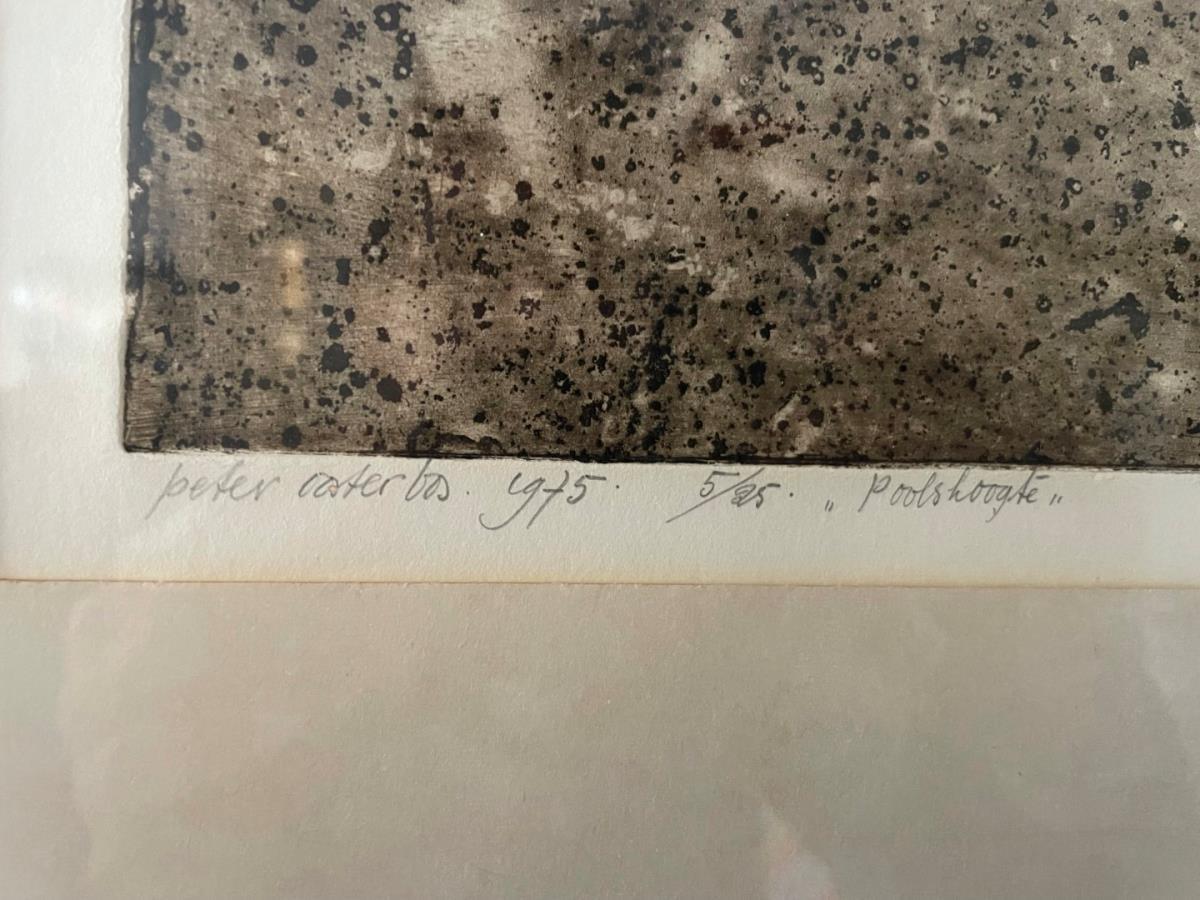 peter oosterbos. 1975. 5/25. „Poolshoogte"